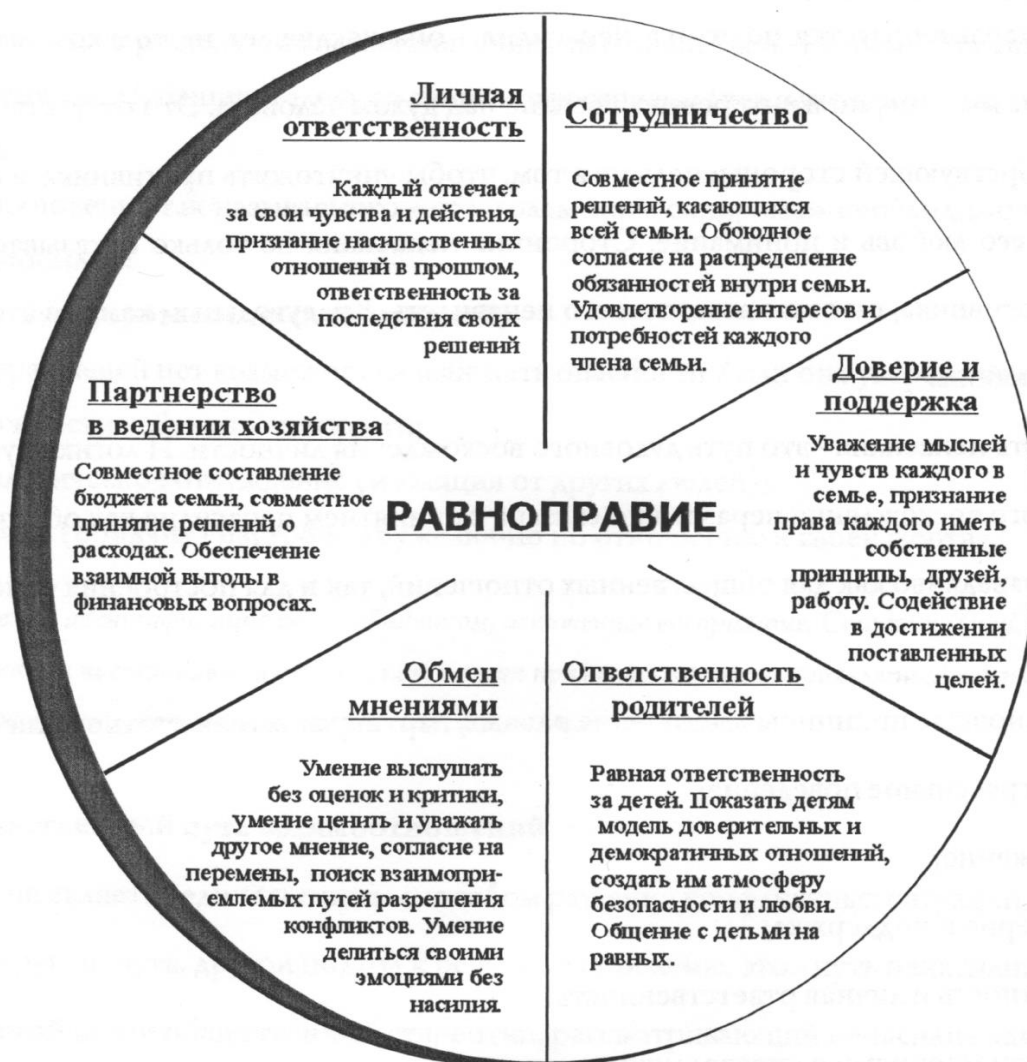 Личная
ответственность
Каждый отвечает
за свои чувства и действия,
признание насильственных
отношений в прошлом,
ответственность за
последствия своих
решений
Сотрудничество
Совместное принятие
решений, касающихся
всей семьи. Обоюдное
согласие на распределение
обязанностей внутри семьи.
Удовлетворение интересов и
потребностей каждого
члена семьи.
Партнерство
в ведении хозяйства
Совместное составление
бюджета семьи, совместное
принятие решений о
расходах. Обеспечение
взаимной выгоды в
финансовых вопросах.
РАВНОПРАВИЕ
Доверие и
поддержка
Уважение мыслей
и чувств каждого в
семье, признание
права каждого иметь
собственные
принципы, друзей,
работу. Содействие
в достижении
поставленных
целей.
Обмен
мнениями
Умение выслушать
без оценок и критики,
умение ценить и уважать
другое мнение, согласие на
перемены, поиск взаимопри-
емлемых путей разрешения
конфликтов. Умение
делиться своими
эмоциями без
насилия.
Ответственность
родителей
Равная ответственность
за детей. Показать детям
модель доверительных и
демократичных отношений,
создать им атмосферу
безопасности и любви.
Общение с детьми на
равных.